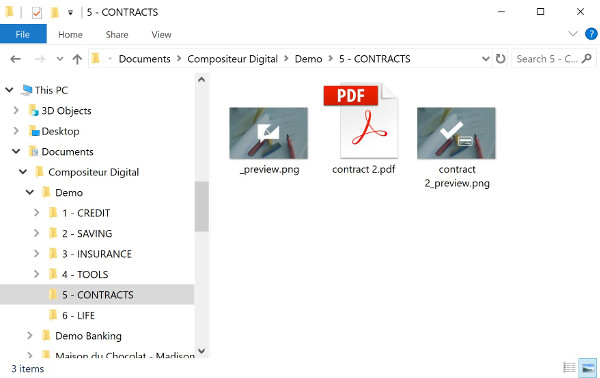 5 - CONTRACTS
File
Home
Share
View
Documents
Compositeur Digital
Demo
5 - CONTRACTS
Search 5 - C...
This PC
3D Objects
Desktop
Documents
Compositeur Digital
Demo
1 - CREDIT
2 - SAVING
3 - INSURANCE
4 - TOOLS
5 - CONTRACTS
6 - LIFE
Demo Banking
Maison du Chocolat - Madison
PDF
_preview.png
contract 2.pdf
contract
2_preview.png
3 items